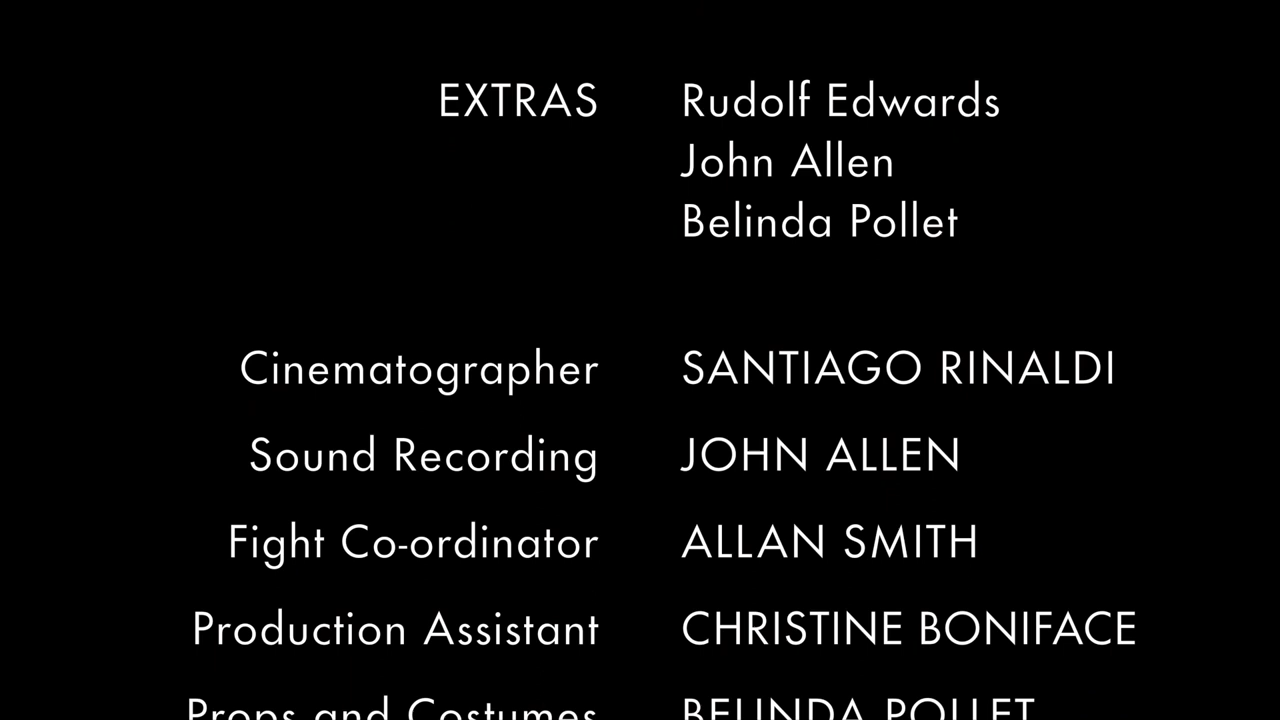 EXTRAS Rudolf Edwards
John Allen
Belinda Pollet
Cinematographer SANTIAGO RINALDI
Sound Recording JOHN ALLEN
Fight Co-ordinator ALLAN SMITH
Production Assistant CHRISTINE BONIFACE
Props and Costumes BELINDA POLLET